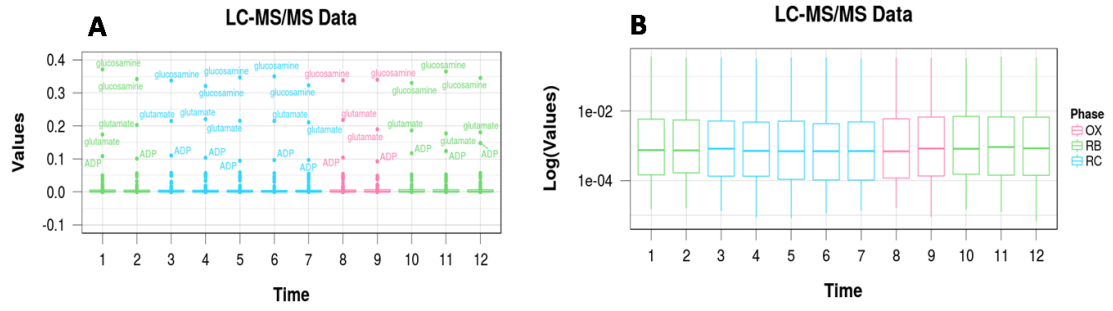 A
LC-MS/MS Data
Values
0.4
0.3
0.2
0.1
0.0
-0.1
glucosamine
glucosamine
glucosamine
glucosamine
glucosamine
glucosamine
glucosamine
glucosamine
glucosamine
glucosamine
glucosamine
glucosamine
glutamate
glutamate
glutamate
glutamate
glutamate
glutamate
glutamate
glutamate
glutamate
glutamate
glutamate
glutamate
ADP
ADP
ADP
ADP
ADP
ADP
ADP
ADP
ADP
ADP
ADP
ADP
1 2 3 4 5 6 7 8 9 10 11 12
Time
B
LC-MS/MS Data
Log(Values)
1e-02
1e-04
1 2 3 4 5 6 7 8 9 10 11 12
Time
Phase
OX
RB
RC